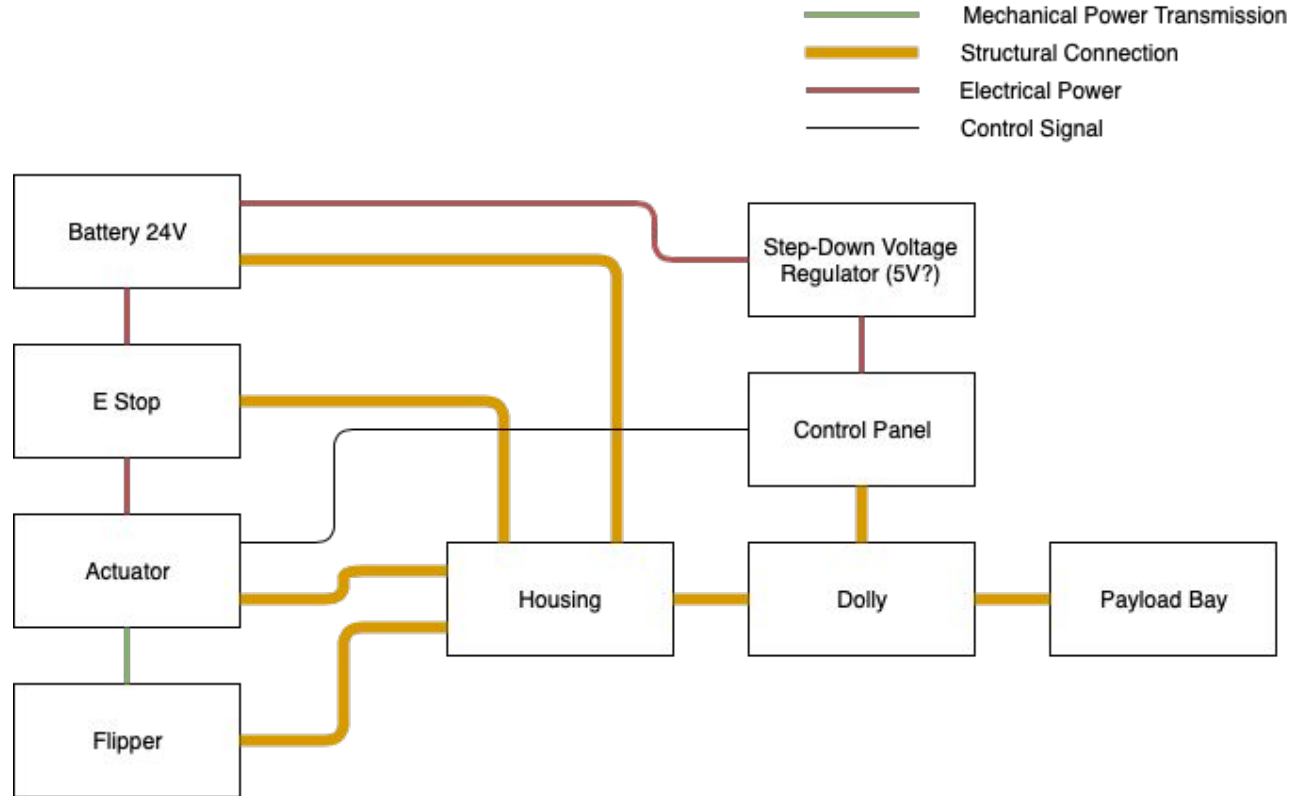 Mechanical Power Transmission
Structural Connection
Electrical Power
Control Signal
Battery 24V
Step-Down Voltage
Regulator (5V?)
E Stop
Control Panel
Actuator
Housing
Dolly
Payload Bay
Flipper